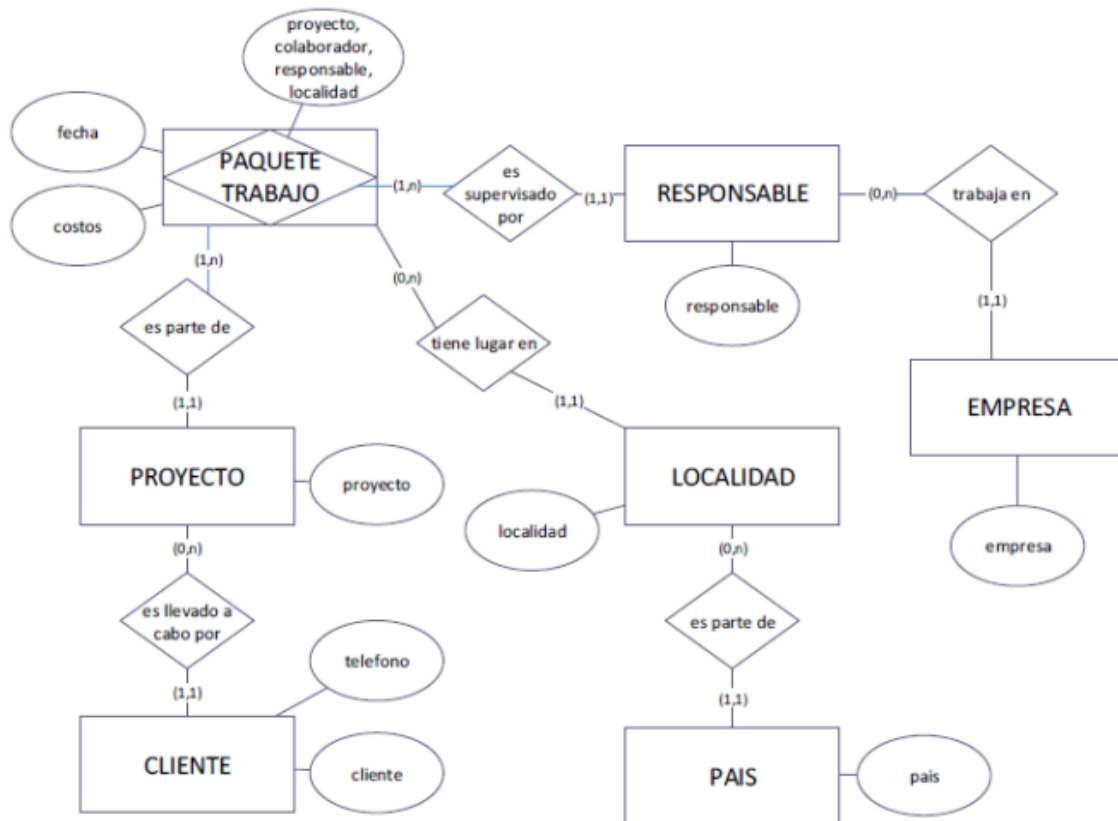 proyecto,
colaborador,
responsable,
localidad
fecha
PAQUETE
TRABAJO
costos
(1,n)
es
supervisado
por
(1,1)
RESPONSABLE
(0,n)
trabaja en
responsable
(1,1)
EMPRESA
empresa
(1,n)
es parte de
(1,1)
(0,n)
tiene lugar en
(1,1)
PROYECTO
proyecto
LOCALIDAD
localidad
(0,n)
es llevado a
cabo por
(1,1)
telefono
CLIENTE
cliente
(0,n)
es parte de
(1,1)
PAIS
pais